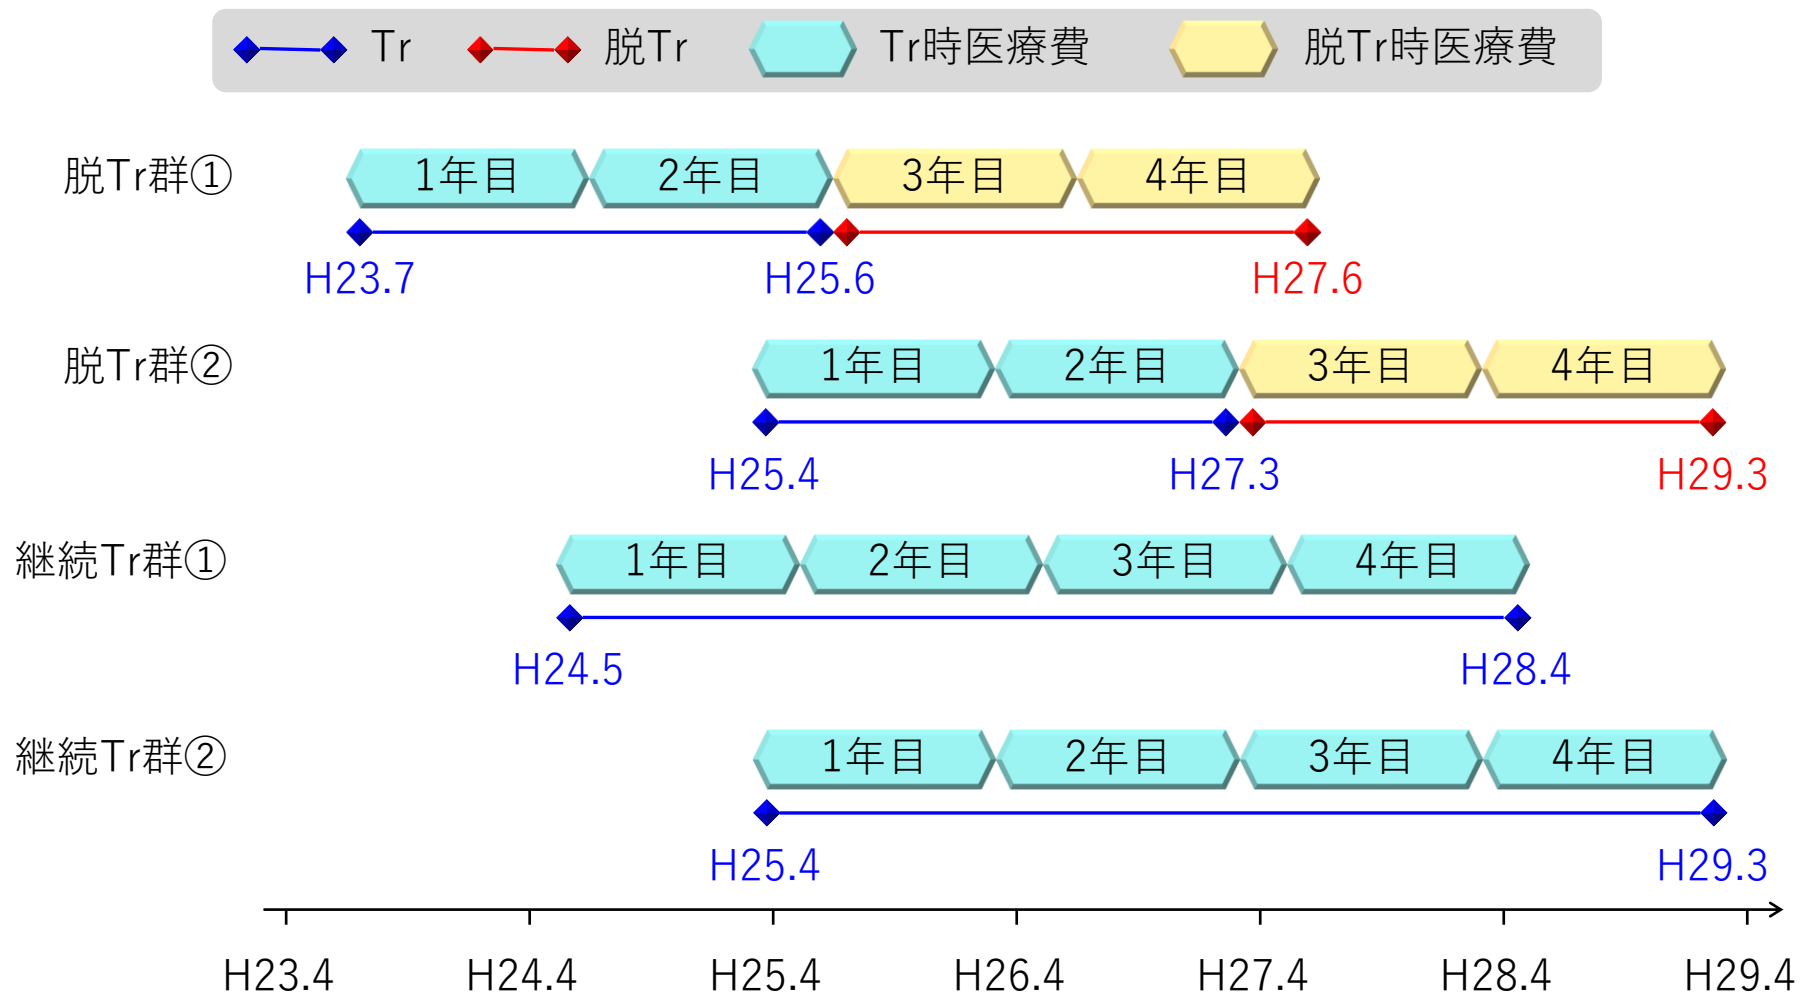 Tr 脱Tr Tr時医療費 脱Tr時医療費
脱Tr群① 1年目 2年目 3年目 4年目
H23.7 H25.6 H27.6
脱Tr群② 1年目 2年目 3年目 4年目
H25.4 H27.3 H29.3
継続Tr群① 1年目 2年目 3年目 4年目
H24.5 H28.4
継続Tr群② 1年目 2年目 3年目 4年目
H25.4 H29.3
H23.4 H24.4 H25.4 H26.4 H27.4 H28.4 H29.4